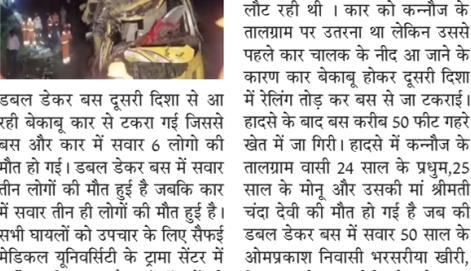 डबल डेकर बस दूसरी दिशा से आ
रही बेकाबू कार से टकरा गई जिससे
बस और कार में सवार 6 लोगो की
मौत हो गई। डबल डेकर बस में सवार
तीन लोगों की मौत हुई है जबकि कार
में सवार तीन ही लोगों की मौत हुई है।
सभी घायलों को उपचार के लिए सैफई
मेडिकल यूनिवर्सिटी के ट्रामा सेंटर में
लौट रही थी । कार को कन्नौज के
तालग्राम पर उतरना था लेकिन उससे
पहले कार चालक के नीद आ जाने के
कारण कार बेकाबू होकर दूसरी दिशा
में रेलिंग तोड़ कर बस से जा टकराई।
हादसे के बाद बस करीब 50 फीट गहरे
खेत में जा गिरी। हादसे में कन्नौज के
तालग्राम वासी 24 साल के प्रधुम,25
साल के मोनू और उसकी मां श्रीमती
चंदा देवी की मौत हो गई है जब की
डबल डेकर बस में सवार 50 साल के
ओमप्रकाश निवासी भरसरीया खीरी,